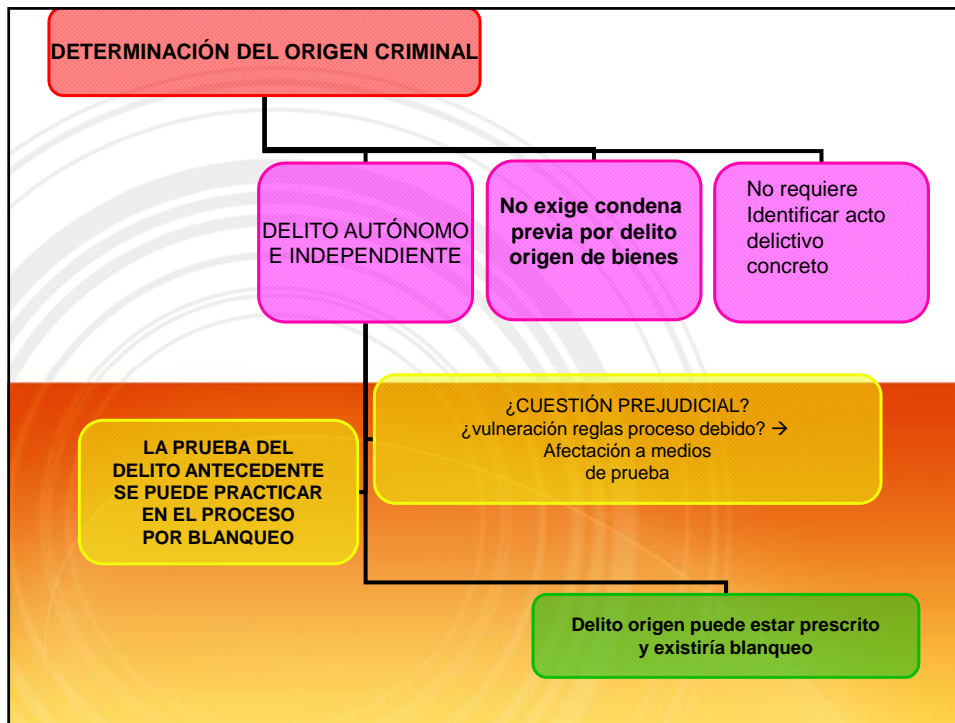 DETERMINACIÓN DEL ORIGEN CRIMINAL
DELITO AUTÓNOMO
E INDEPENDIENTE
No exige condena
previa por delito
origen de bienes
No requiere
Identificar acto
delictivo
concreto
¿CUESTIÓN PREJUDICIAL?
¿vulneración reglas proceso debido? →
Afectación a medios
de prueba
LA PRUEBA DEL
DELITO ANTECEDENTE
SE PUEDE PRACTICAR
EN EL PROCESO
POR BLANQUEO
Delito origen puede estar prescrito
y existiría blanqueo